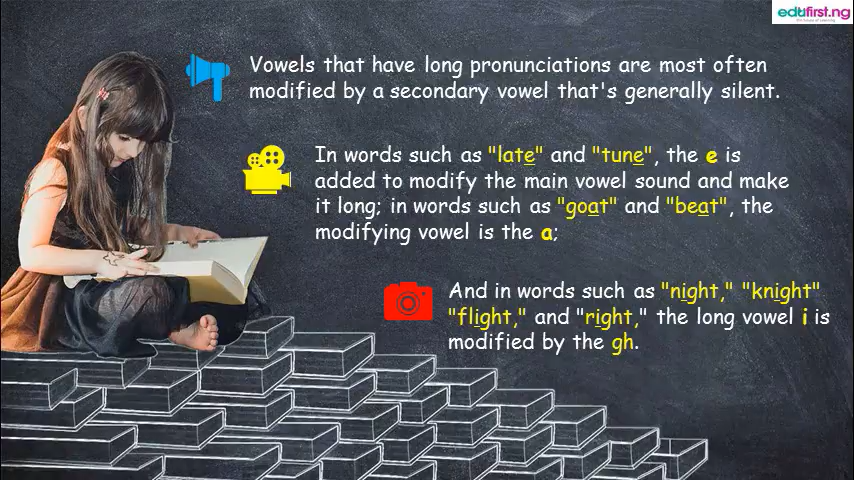 edufirst.ng
Vowels that have long pronunciations are most often
modified by a secondary vowel that's generally silent.
In words such as "late" and "tune", the e is
added to modify the main vowel sound and make
it long; in words such as "goat" and "beat", the
modifying vowel is the a;
And in words such as "night," "knight"
"flight," and "right," the long vowel i is
modified by the gh.